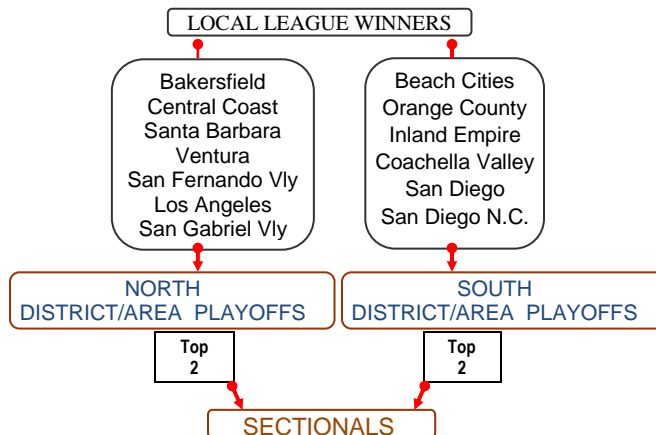 LOCAL LEAGUE WINNERS
Bakersfield
Central Coast
Santa Barbara
Ventura
San Fernando Vly
Los Angeles
San Gabriel Vly
Beach Cities
Orange County
Inland Empire
Coachella Valley
San Diego
San Diego N.C.
NORTH
DISTRICT/AREA PLAYOFFS
SOUTH
DISTRICT/AREA PLAYOFFS
Top
2
Top
2
SECTIONALS